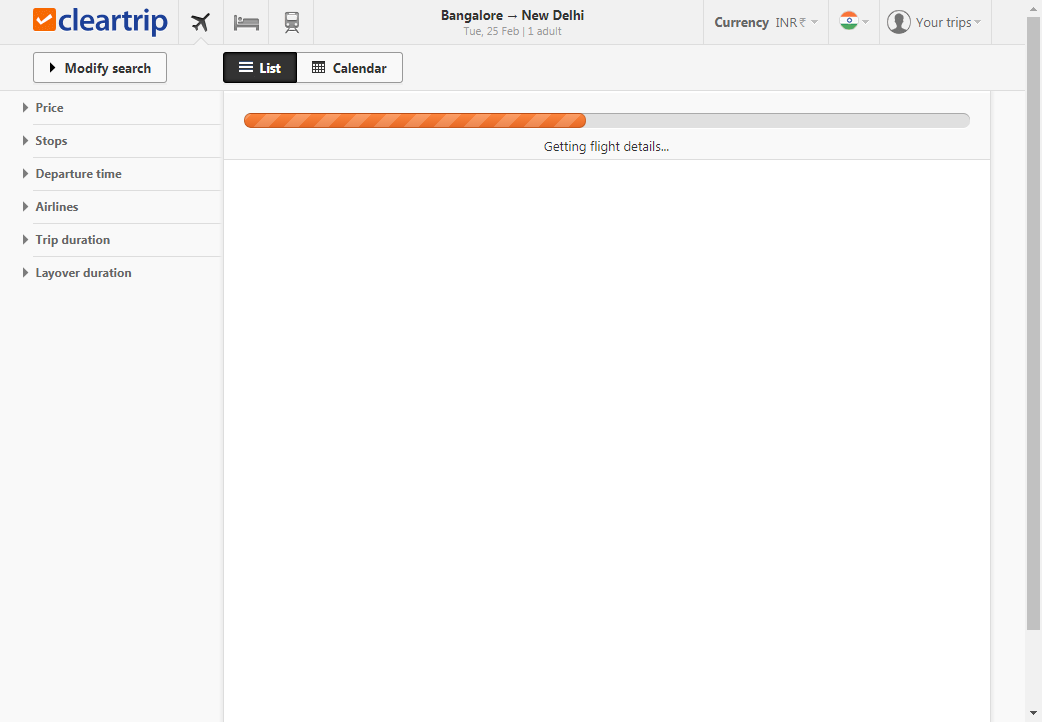 cleartrip
Bangalore → New Delhi
Tue, 25 Feb | 1 adult
Currency INR ₹
Your trips
Modify search
List
Calendar
Price
Stops
Departure time
Airlines
Trip duration
Layover duration
Getting flight details...